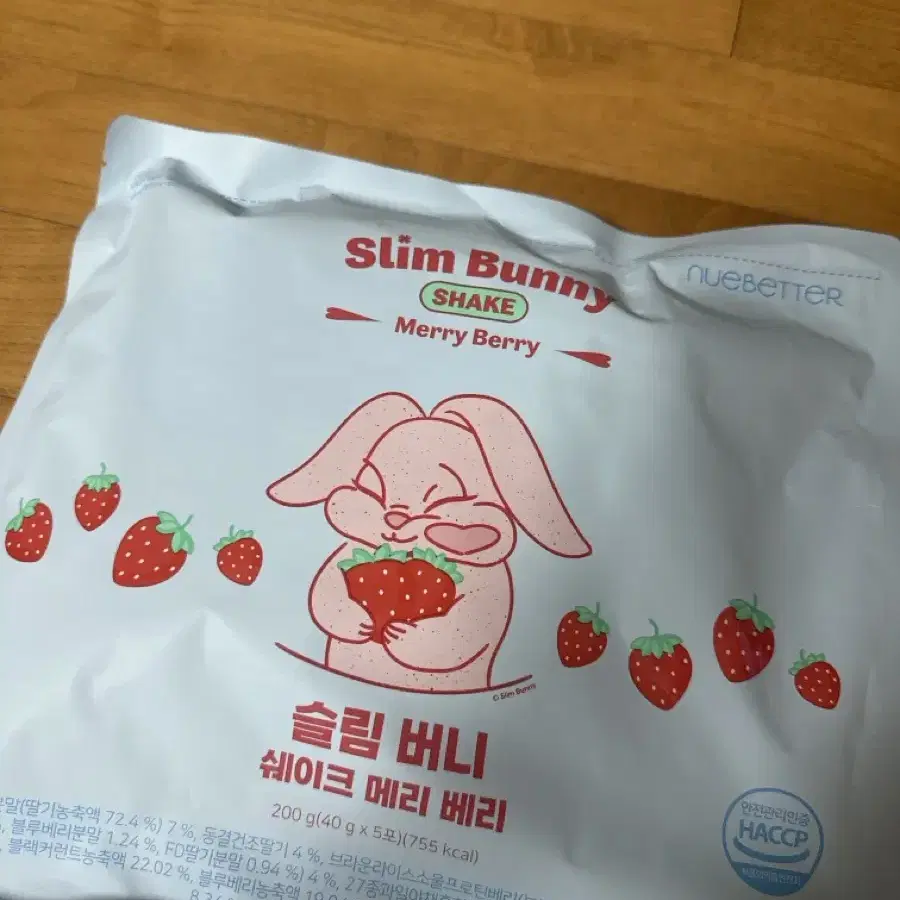 Slim Bunny
nueBetter
SHAKE
Merry Berry
© Slim Bunny
슬림 버니
쉐이크 메리 베리
200 g(40 g x 5포)(755 kcal)
분말(딸기농축액 72.4 %) 7 %, 동결건조딸기 4 %, 브라운라이스소울프로틴베리
블루베리분말 1.24 %, FD딸기분말 0.94 %) 4 %, 27종과일야채
블랙커런트농축액 22.02 %, 블루베리농축액
안전관리인증
HACCP